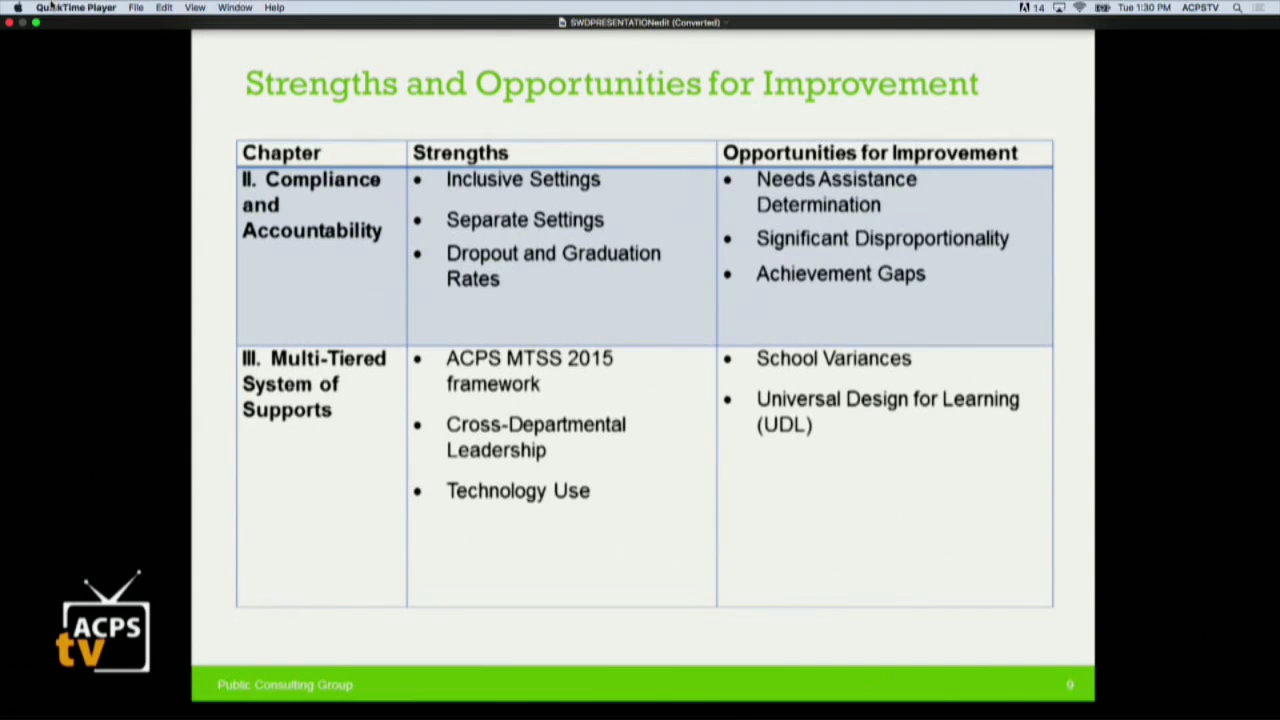 QuickTime Player File Edit View Window Help 14 Tue 1:30 PM ACPSTV
SWDPRESENTATIONedit (Converted)
Strengths and Opportunities for Improvement
Chapter
Strengths
Opportunities for Improvement
II. Compliance
and
Accountability
• Inclusive Settings
• Separate Settings
• Dropout and Graduation
Rates
• Needs Assistance
Determination
• Significant Disproportionality
• Achievement Gaps
III. Multi-Tiered
System of
Supports
• ACPS MTSS 2015
framework
• Cross-Departmental
Leadership
• Technology Use
• School Variances
• Universal Design for Learning
(UDL)
ACPS
tv
Public Consulting Group
9